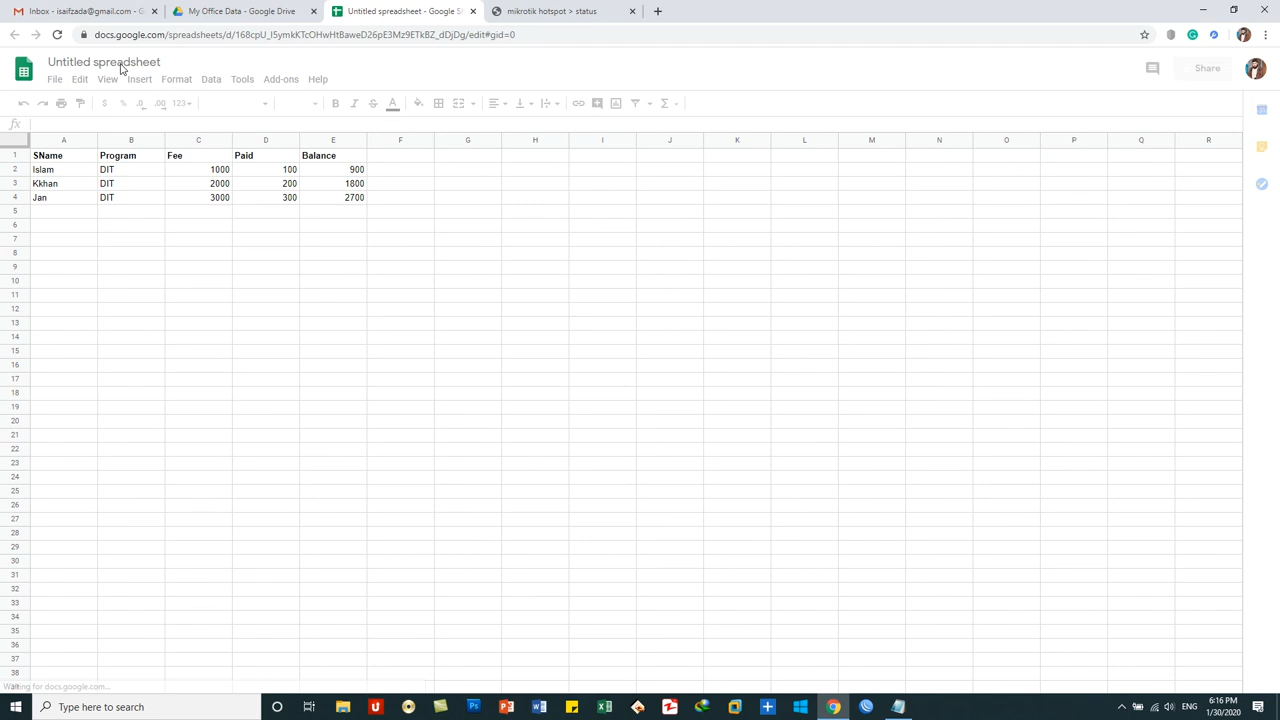 Inbox - isaifzada@gmail.com - G
My Office Data - Google Drive
Untitled spreadsheet - Google S
mikrotik hotspot > status
docs.google.com/spreadsheets/d/168cpU_I5ymkKTcOHwHtBaweD26pE3Mz9ETkBZ_dDjDg/edit#gid=0
Untitled spreadsheet
File Edit View Insert Format Data Tools Add-ons Help
Share
$ % .0 .00 123
B I S A
fx
A B C D E F G H I J K L M N O P Q R
1 SName Program Fee Paid Balance
2 Islam DIT 1000 100 900
3 Kkhan DIT 2000 200 1800
4 Jan DIT 3000 300 2700
5
6
7
8
9
10
11
12
13
14
15
16
17
18
19
20
21
22
23
24
25
26
27
28
29
30
31
32
33
34
35
36
37
38
Waiting for docs.google.com...
Type here to search
6:16 PM
1/30/2020